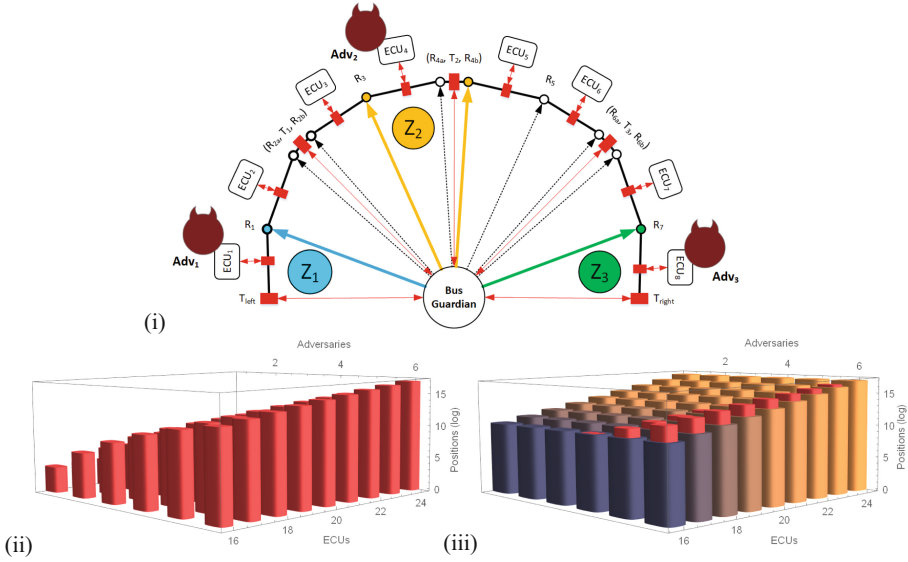 Adv₂
ECU₄
(R₄ₐ, T₂, R₄b)
ECU₅
R₃
R₅
ECU₃
ECU₆
(R₂ₐ, T₁, R₂b)
(R₆ₐ, T₃, R₆b)
Z₂
ECU₂
ECU₇
R₁
R₇
Adv₁
ECU₁
Z₁
Z₃
ECU₈
Adv₃
Bus
Guardian
T_left
T_right
(i)
Adversaries
2
4
6
15
10
5
0
Positions (log)
16
18
20
22
24
ECUs
(ii)
Adversaries
2
4
6
15
10
5
0
Positions (log)
16
18
20
22
24
ECUs
(iii)